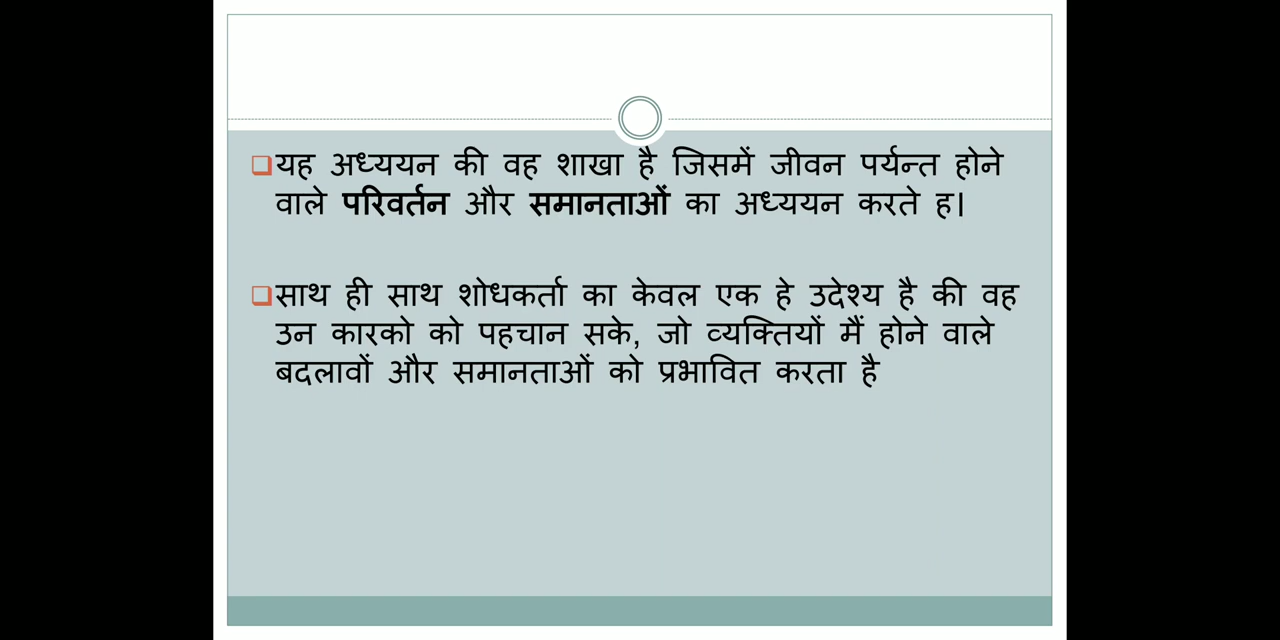 यह अध्ययन की वह शाखा है जिसमें जीवन पर्यन्त होने
वाले परिवर्तन और समानताओं का अध्ययन करते ह।
साथ ही साथ शोधकर्ता का केवल एक हे उदेश्य है की वह
उन कारको को पहचान सके, जो व्यक्तियों मैं होने वाले
बदलावों और समानताओं को प्रभावित करता है